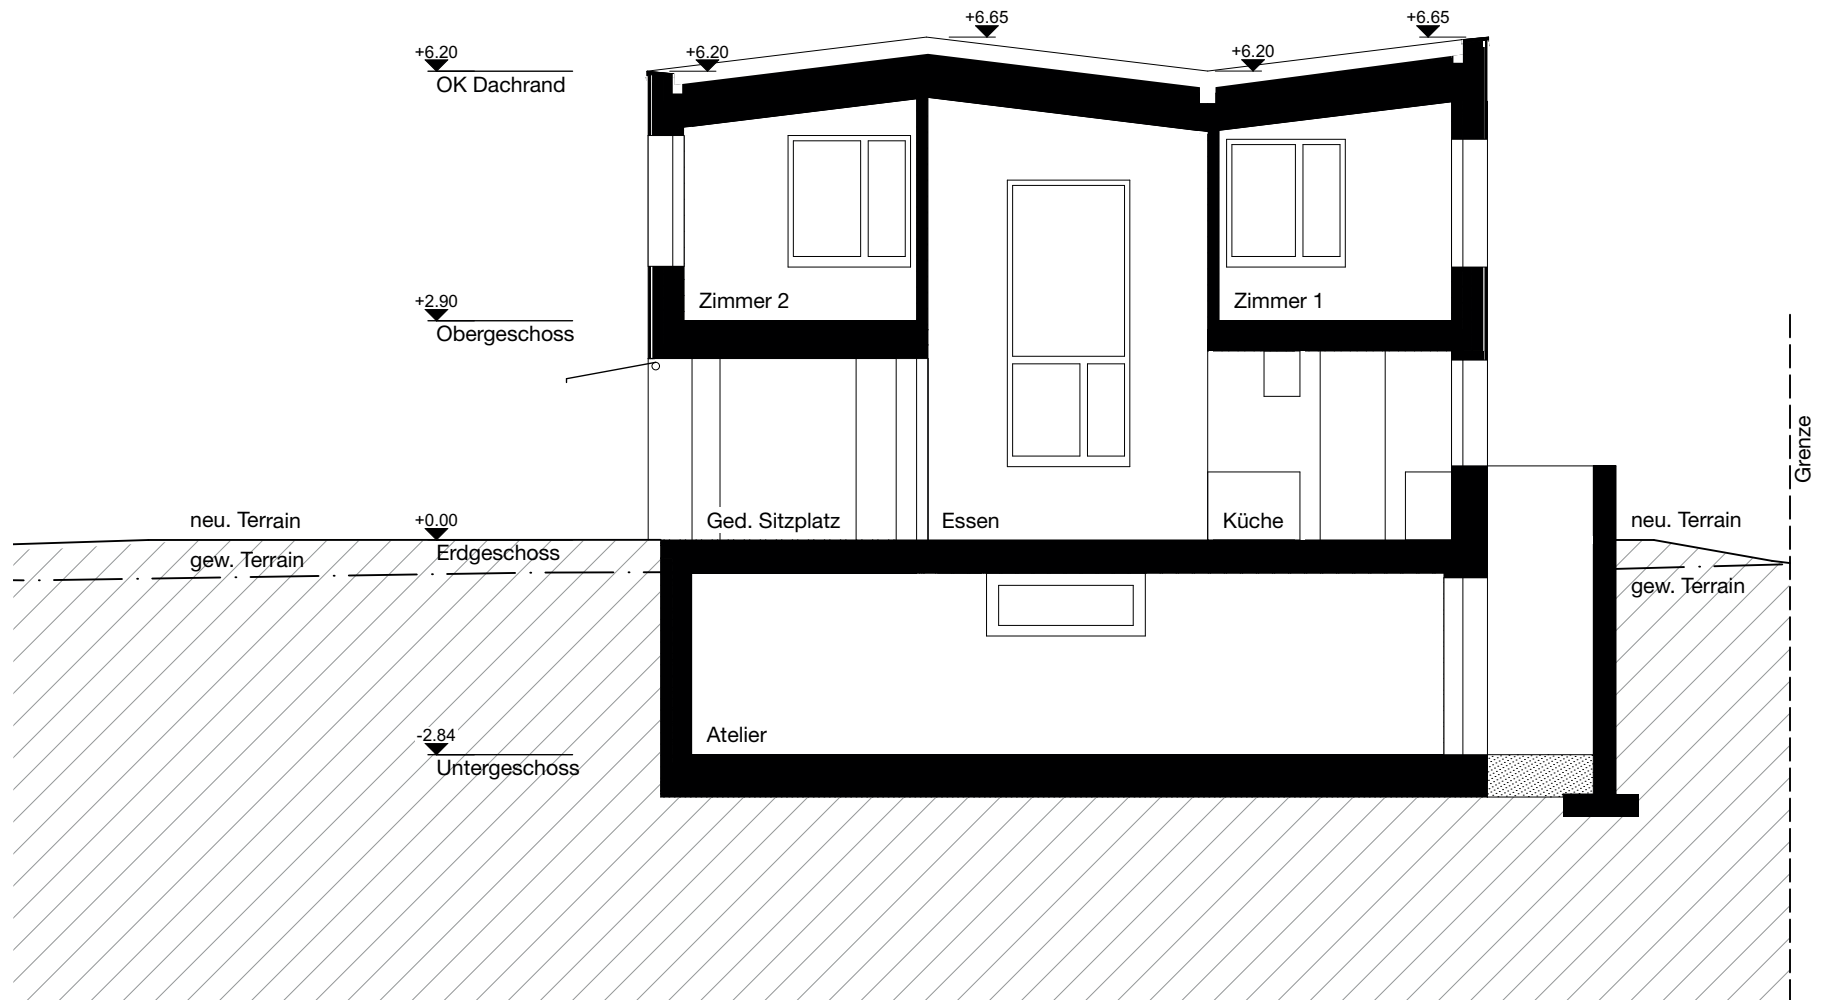 +6.65
+6.65
+6.20
+6.20
+6.20
OK Dachrand
+2.90
Obergeschoss
Zimmer 2
Zimmer 1
Grenze
neu. Terrain
+0.00
Ged. Sitzplatz
Essen
Küche
neu. Terrain
gew. Terrain
Erdgeschoss
gew. Terrain
-2.84
Atelier
Untergeschoss